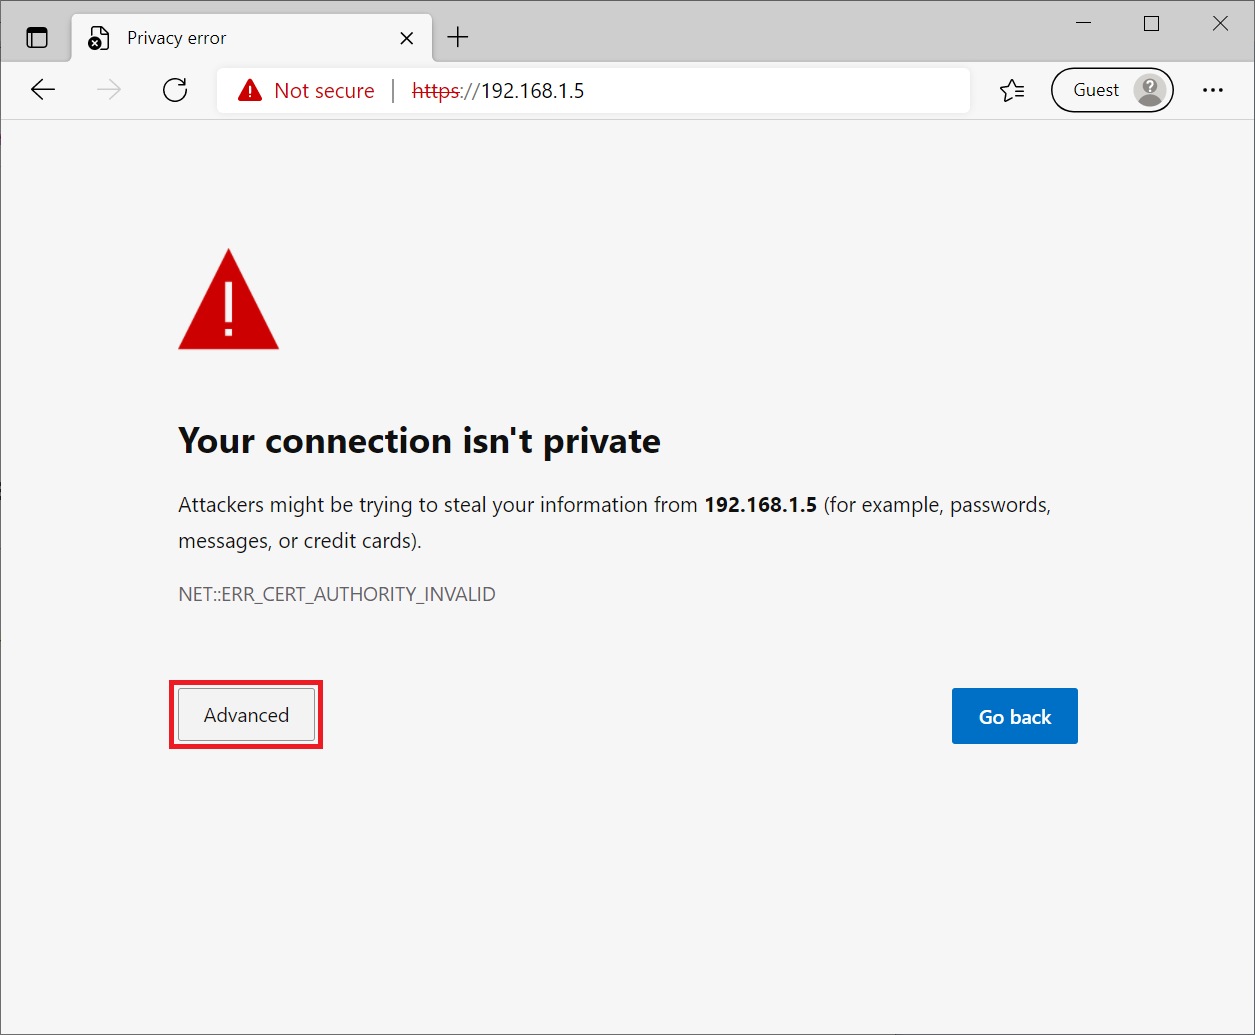 Privacy error
Not secure | https://192.168.1.5
Guest
Your connection isn't private
Attackers might be trying to steal your information from 192.168.1.5 (for example, passwords,
messages, or credit cards).
NET::ERR_CERT_AUTHORITY_INVALID
Advanced
Go back